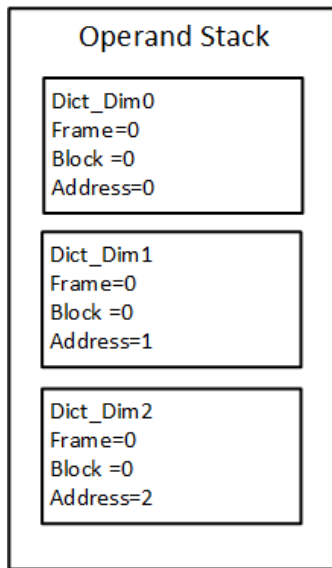 Operand Stack
Dict_Dim0
Frame=0
Block =0
Address=0
Dict_Dim1
Frame=0
Block =0
Address=1
Dict_Dim2
Frame=0
Block =0
Address=2